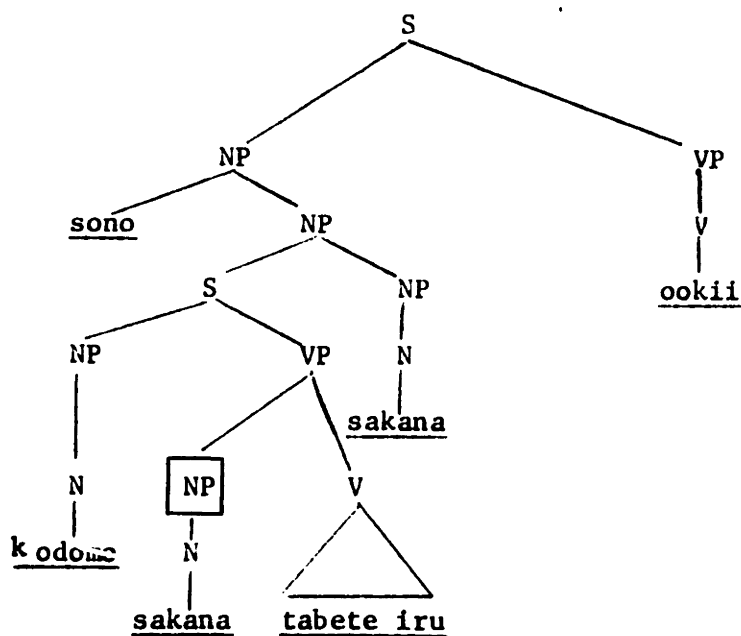 S
NP VP
sono NP V
S NP ookii
NP VP N
sakana
N NP V
kodomo N
sakana tabete iru